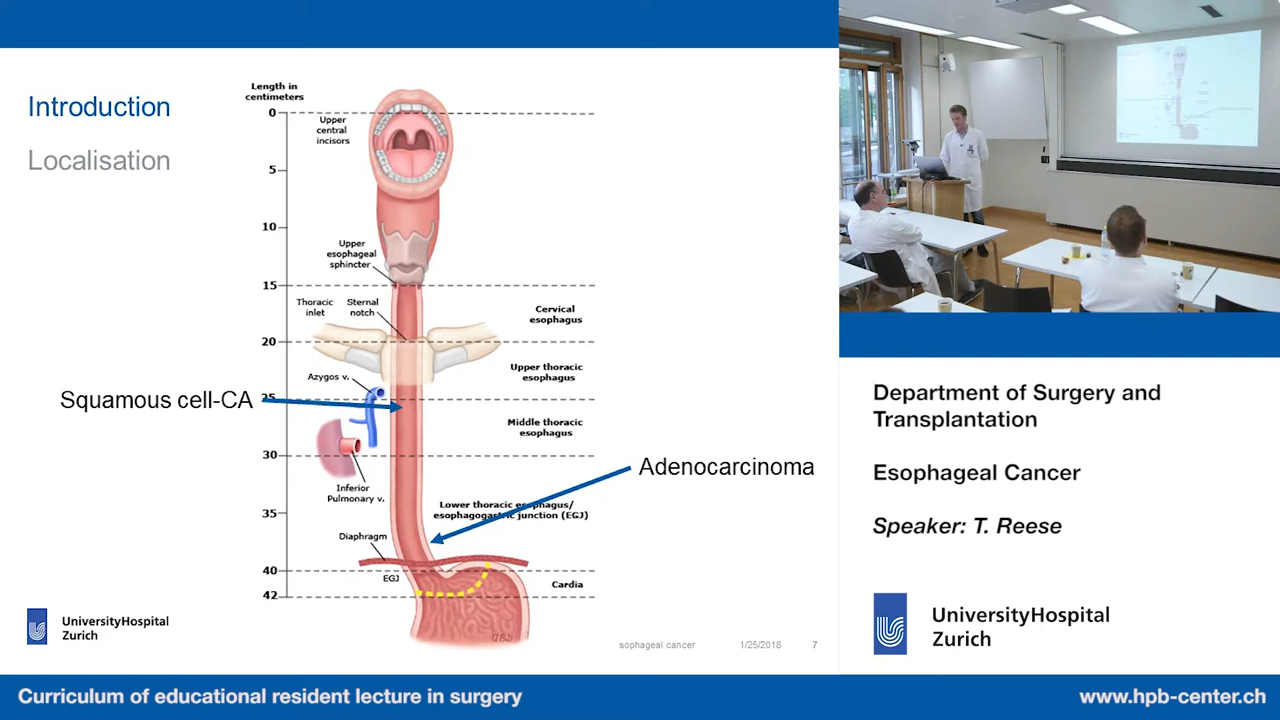 Introduction
Localisation
Length in
centimeters
0
Upper
central
incisors
5
10
Upper
esophageal
sphincter
15
Thoracic
inlet
Sternal
notch
Cervical
esophagus
20
Upper thoracic
esophagus
Azygos v.
25
Squamous cell-CA
Middle thoracic
esophagus
30
Adenocarcinoma
Inferior
Pulmonary v.
35
Lower thoracic esophagus/
esophagogastric junction (EGJ)
Diaphragm
40
EGJ
Cardia
42
UniversityHospital
Zurich
sophageal cancer
1/25/2018
7
Department of Surgery and
Transplantation
Esophageal Cancer
Speaker: T. Reese
UniversityHospital
Zurich
Curriculum of educational resident lecture in surgery
www.hpb-center.ch